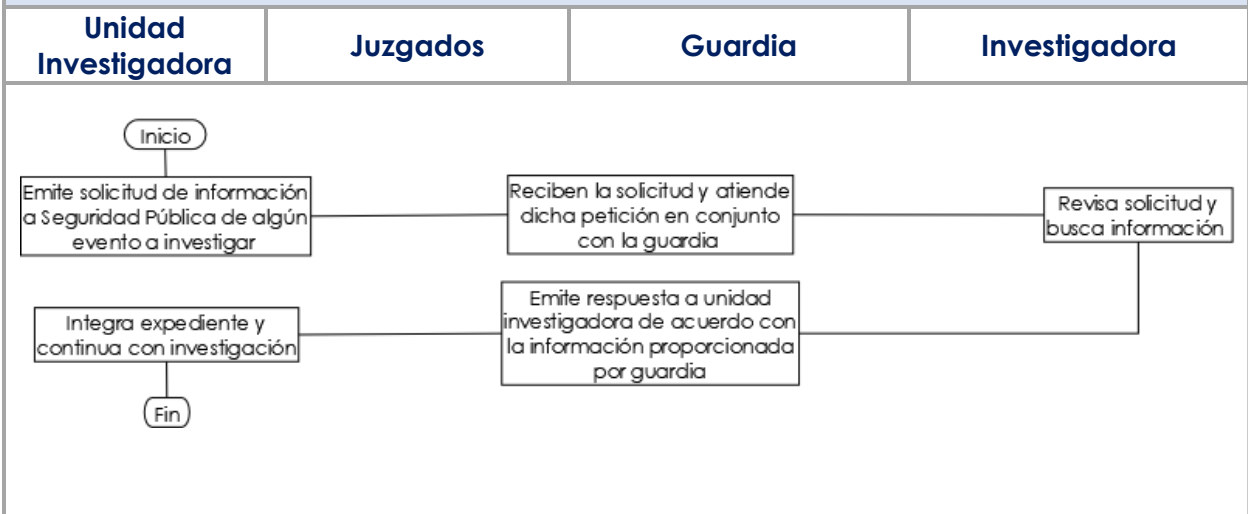 Unidad
Investigadora
Juzgados
Guardia
Investigadora
Inicio
Emite solicitud de información
a Seguridad Pública de algún
evento a investigar
Reciben la solicitud y atiende
dicha petición en conjunto
con la guardia
Revisa solicitud y
busca información
Emite respuesta a unidad
investigadora de acuerdo con
la información proporcionada
por guardia
Integra expediente y
continua con investigación
Fin